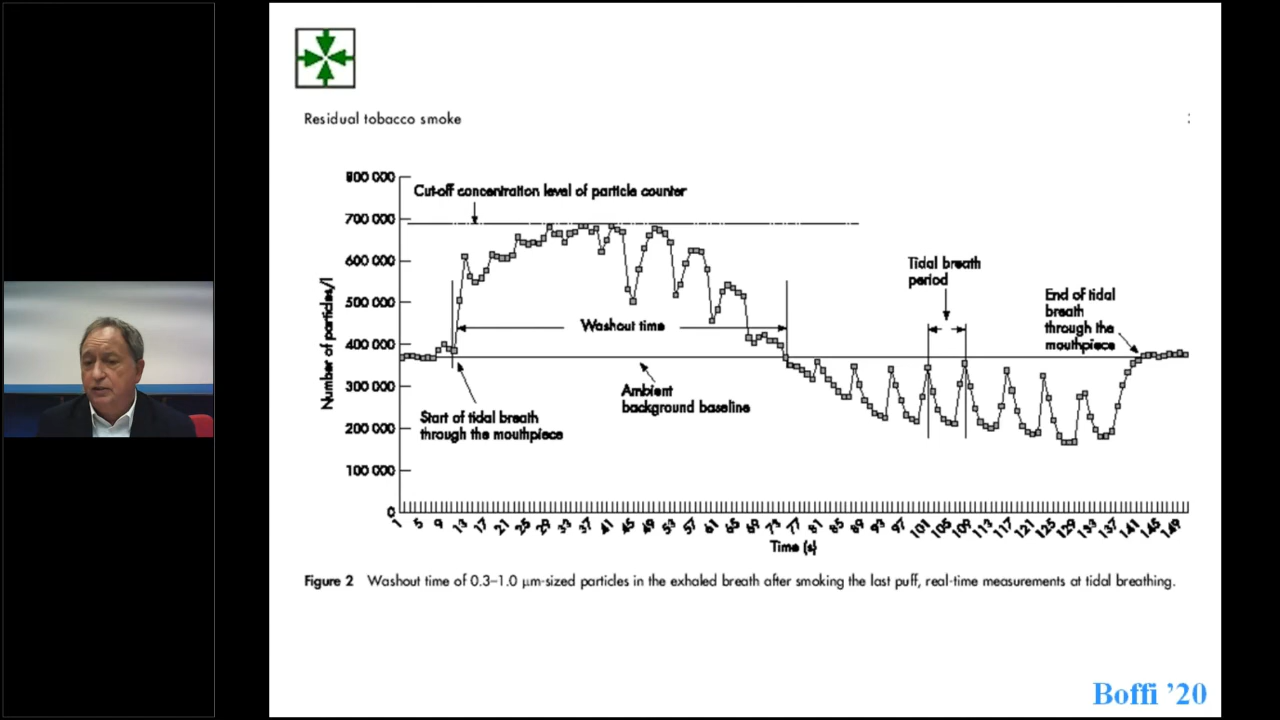 Residual tobacco smoke
800 000
Cut-off concentration level of particle counter
700 000
600 000
Tidal breath
period
500 000
End of tidal
breath
through the
mouthpiece
Washout time
400 000
Number of particles/l
300 000
Ambient
background baseline
Start of tidal breath
through the mouthpiece
200 000
100 000
0
1 5 9 13 17 21 25 29 33 37 41 45 49 53 57 61 65 69 73 77 81 85 89 93 97 101 105 109 113 117 121 125 129 133 137 141 145 149
Time (s)
Figure 2 Washout time of 0.3–1.0 μm-sized particles in the exhaled breath after smoking the last puff, real-time measurements at tidal breathing.
Boffi ’20